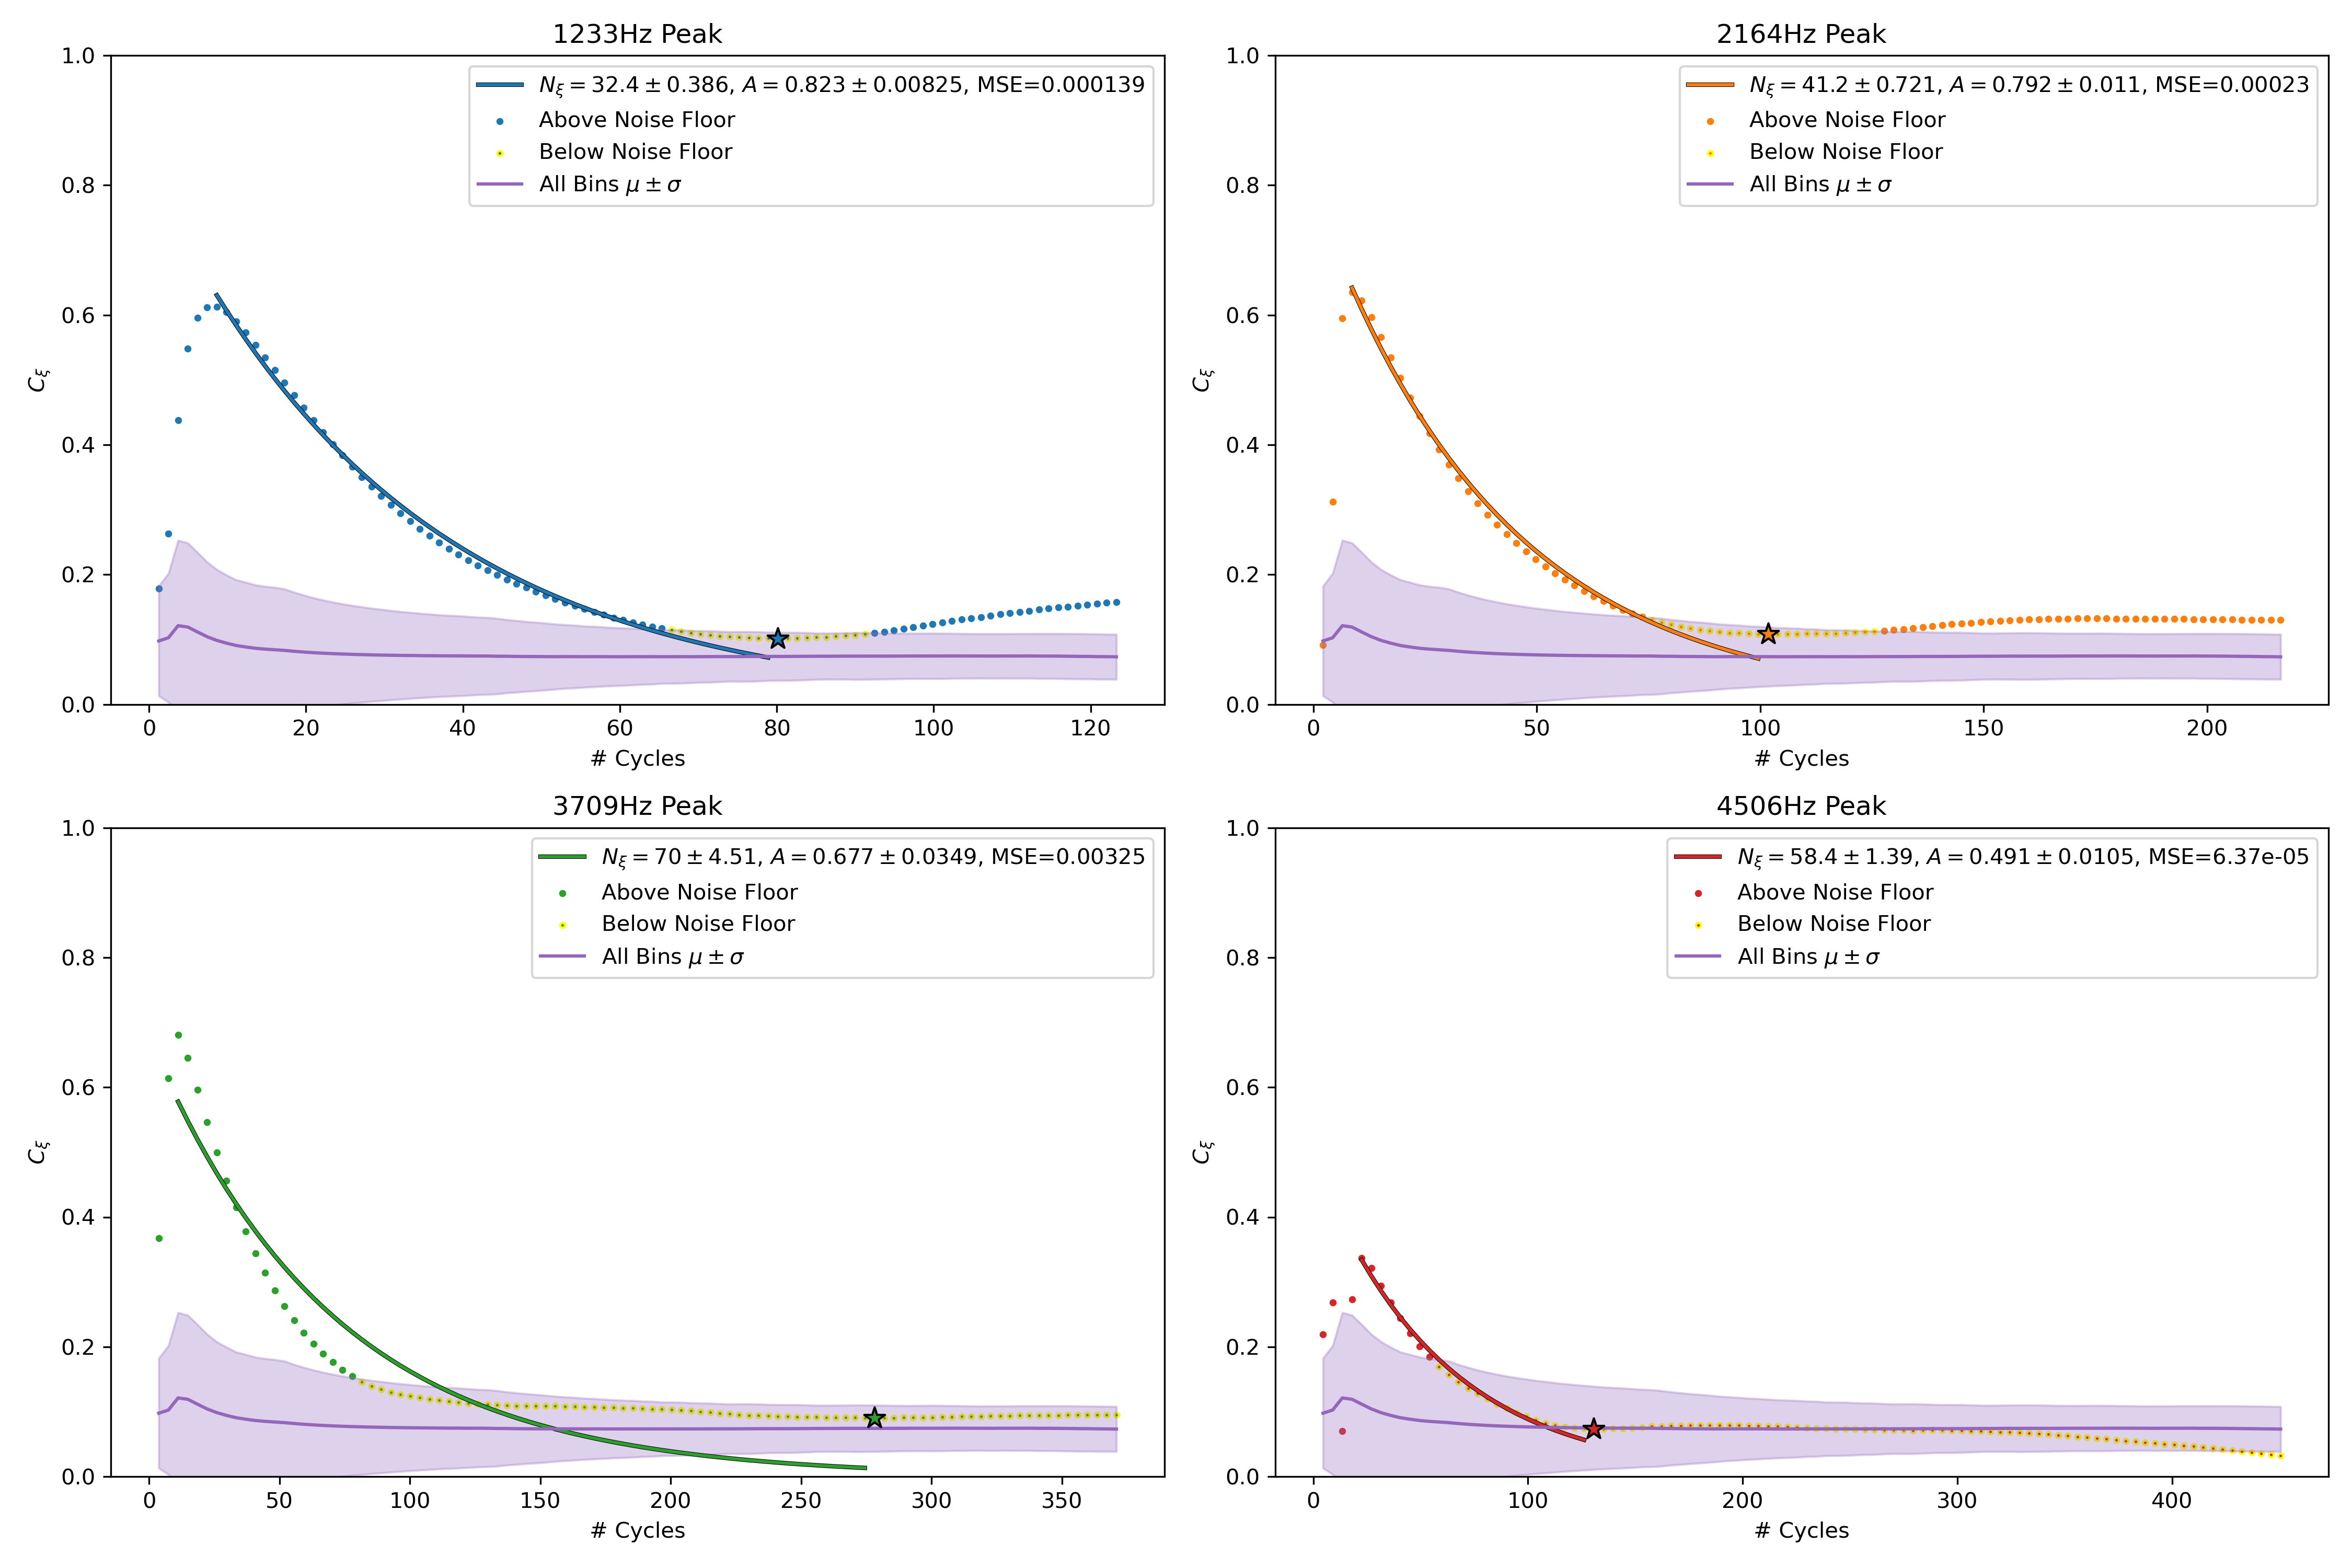 1233Hz Peak
1.0
0.8
0.6
0.4
0.2
0.0
C_ξ
0 20 40 60 80 100 120
# Cycles
N_ξ = 32.4 ± 0.386, A = 0.823 ± 0.00825, MSE=0.000139
Above Noise Floor
Below Noise Floor
All Bins μ ± σ
2164Hz Peak
1.0
0.8
0.6
0.4
0.2
0.0
C_ξ
0 50 100 150 200
# Cycles
N_ξ = 41.2 ± 0.721, A = 0.792 ± 0.011, MSE=0.00023
Above Noise Floor
Below Noise Floor
All Bins μ ± σ
3709Hz Peak
1.0
0.8
0.6
0.4
0.2
0.0
C_ξ
0 50 100 150 200 250 300 350
# Cycles
N_ξ = 70 ± 4.51, A = 0.677 ± 0.0349, MSE=0.00325
Above Noise Floor
Below Noise Floor
All Bins μ ± σ
4506Hz Peak
1.0
0.8
0.6
0.4
0.2
0.0
C_ξ
0 100 200 300 400
# Cycles
N_ξ = 58.4 ± 1.39, A = 0.491 ± 0.0105, MSE=6.37e-05
Above Noise Floor
Below Noise Floor
All Bins μ ± σ